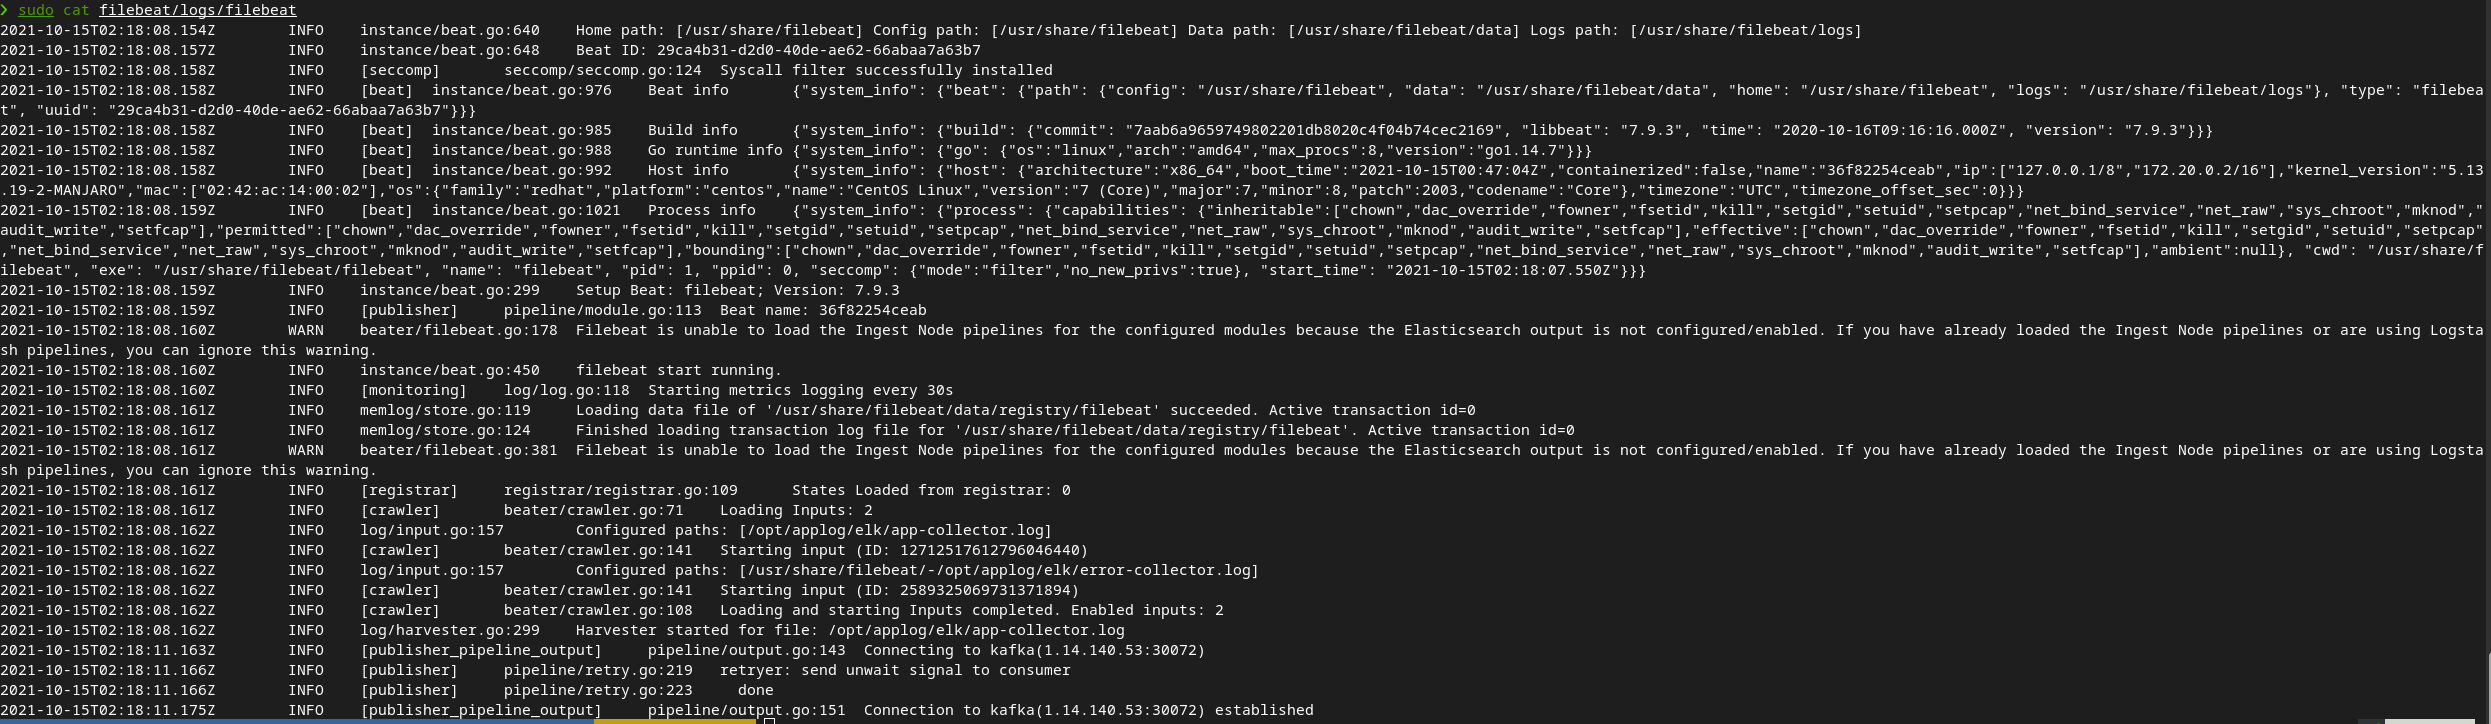 ❯ sudo cat filebeat/logs/filebeat
2021-10-15T02:18:08.154Z        INFO    instance/beat.go:640    Home path: [/usr/share/filebeat] Config path: [/usr/share/filebeat] Data path: [/usr/share/filebeat/data] Logs path: [/usr/share/filebeat/logs]
2021-10-15T02:18:08.157Z        INFO    instance/beat.go:648    Beat ID: 29ca4b31-d2d0-40de-ae62-66abaa7a63b7
2021-10-15T02:18:08.158Z        INFO    [seccomp]       seccomp/seccomp.go:124  Syscall filter successfully installed
2021-10-15T02:18:08.158Z        INFO    [beat]  instance/beat.go:976    Beat info       {"system_info": {"beat": {"path": {"config": "/usr/share/filebeat", "data": "/usr/share/filebeat/data", "home": "/usr/share/filebeat", "logs": "/usr/share/filebeat/logs"}, "type": "filebea
t", "uuid": "29ca4b31-d2d0-40de-ae62-66abaa7a63b7"}}}
2021-10-15T02:18:08.158Z        INFO    [beat]  instance/beat.go:985    Build info      {"system_info": {"build": {"commit": "7aab6a9659749802201db8020c4f04b74cec2169", "libbeat": "7.9.3", "time": "2020-10-16T09:16:16.000Z", "version": "7.9.3"}}}
2021-10-15T02:18:08.158Z        INFO    [beat]  instance/beat.go:988    Go runtime info {"system_info": {"go": {"os":"linux","arch":"amd64","max_procs":8,"version":"go1.14.7"}}}
2021-10-15T02:18:08.158Z        INFO    [beat]  instance/beat.go:992    Host info       {"system_info": {"host": {"architecture":"x86_64","boot_time":"2021-10-15T00:47:04Z","containerized":false,"name":"36f82254ceab","ip":["127.0.0.1/8","172.20.0.2/16"],"kernel_version":"5.13
.19-2-MANJARO","mac":["02:42:ac:14:00:02"],"os":{"family":"redhat","platform":"centos","name":"CentOS Linux","version":"7 (Core)","major":7,"minor":8,"patch":2003,"codename":"Core"},"timezone":"UTC","timezone_offset_sec":0}}}
2021-10-15T02:18:08.159Z        INFO    [beat]  instance/beat.go:1021   Process info    {"system_info": {"process": {"capabilities": {"inheritable":["chown","dac_override","fowner","fsetid","kill","setgid","setuid","setpcap","net_bind_service","net_raw","sys_chroot","mknod","
audit_write","setfcap"],"permitted":["chown","dac_override","fowner","fsetid","kill","setgid","setuid","setpcap","net_bind_service","net_raw","sys_chroot","mknod","audit_write","setfcap"],"effective":["chown","dac_override","fowner","fsetid","kill","setgid","setuid","setpcap"
,"net_bind_service","net_raw","sys_chroot","mknod","audit_write","setfcap"],"bounding":["chown","dac_override","fowner","fsetid","kill","setgid","setuid","setpcap","net_bind_service","net_raw","sys_chroot","mknod","audit_write","setfcap"],"ambient":null}, "cwd": "/usr/share/f
ilebeat", "exe": "/usr/share/filebeat/filebeat", "name": "filebeat", "pid": 1, "ppid": 0, "seccomp": {"mode":"filter","no_new_privs":true}, "start_time": "2021-10-15T02:18:07.550Z"}}}
2021-10-15T02:18:08.159Z        INFO    instance/beat.go:299    Setup Beat: filebeat; Version: 7.9.3
2021-10-15T02:18:08.159Z        INFO    [publisher]     pipeline/module.go:113  Beat name: 36f82254ceab
2021-10-15T02:18:08.160Z        WARN    beater/filebeat.go:178  Filebeat is unable to load the Ingest Node pipelines for the configured modules because the Elasticsearch output is not configured/enabled. If you have already loaded the Ingest Node pipelines or are using Logsta
sh pipelines, you can ignore this warning.
2021-10-15T02:18:08.160Z        INFO    instance/beat.go:450    filebeat start running.
2021-10-15T02:18:08.160Z        INFO    [monitoring]    log/log.go:118  Starting metrics logging every 30s
2021-10-15T02:18:08.161Z        INFO    memlog/store.go:119     Loading data file of '/usr/share/filebeat/data/registry/filebeat' succeeded. Active transaction id=0
2021-10-15T02:18:08.161Z        INFO    memlog/store.go:124     Finished loading transaction log file for '/usr/share/filebeat/data/registry/filebeat'. Active transaction id=0
2021-10-15T02:18:08.161Z        WARN    beater/filebeat.go:381  Filebeat is unable to load the Ingest Node pipelines for the configured modules because the Elasticsearch output is not configured/enabled. If you have already loaded the Ingest Node pipelines or are using Logsta
sh pipelines, you can ignore this warning.
2021-10-15T02:18:08.161Z        INFO    [registrar]     registrar/registrar.go:109      States Loaded from registrar: 0
2021-10-15T02:18:08.161Z        INFO    [crawler]       beater/crawler.go:71    Loading Inputs: 2
2021-10-15T02:18:08.162Z        INFO    log/input.go:157        Configured paths: [/opt/applog/elk/app-collector.log]
2021-10-15T02:18:08.162Z        INFO    [crawler]       beater/crawler.go:141   Starting input (ID: 12712517612796046440)
2021-10-15T02:18:08.162Z        INFO    log/input.go:157        Configured paths: [/usr/share/filebeat/-/opt/applog/elk/error-collector.log]
2021-10-15T02:18:08.162Z        INFO    [crawler]       beater/crawler.go:141   Starting input (ID: 2589325069731371894)
2021-10-15T02:18:08.162Z        INFO    [crawler]       beater/crawler.go:108   Loading and starting Inputs completed. Enabled inputs: 2
2021-10-15T02:18:08.162Z        INFO    log/harvester.go:299    Harvester started for file: /opt/applog/elk/app-collector.log
2021-10-15T02:18:11.163Z        INFO    [publisher_pipeline_output]     pipeline/output.go:143  Connecting to kafka(1.14.140.53:30072)
2021-10-15T02:18:11.166Z        INFO    [publisher]     pipeline/retry.go:219   retryer: send unwait signal to consumer
2021-10-15T02:18:11.166Z        INFO    [publisher]     pipeline/retry.go:223     done
2021-10-15T02:18:11.175Z        INFO    [publisher_pipeline_output]     pipeline/output.go:151  Connection to kafka(1.14.140.53:30072) established